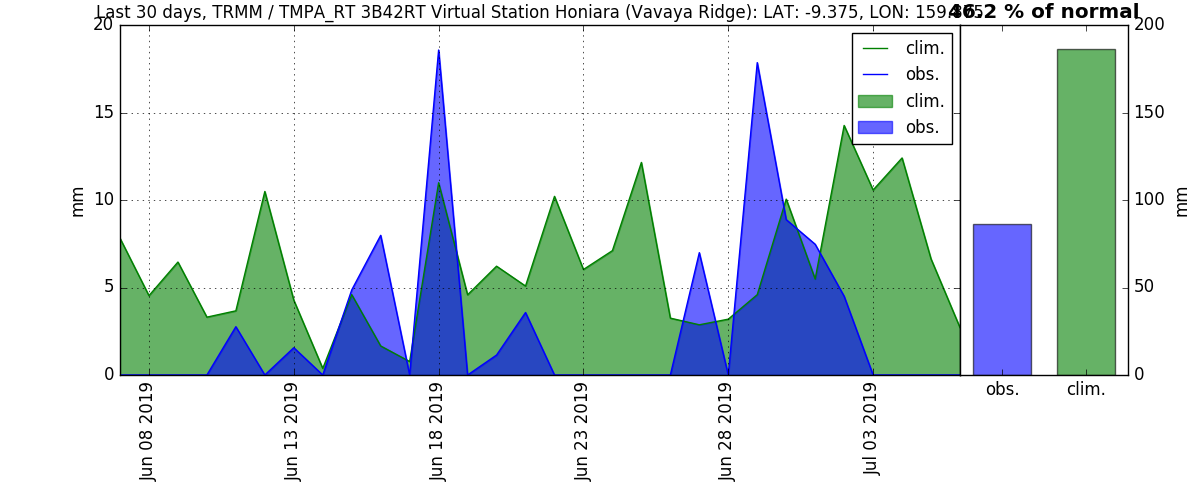 Last 30 days, TRMM / TMPA_RT 3B42RT Virtual Station Honiara (Vavaya Ridge): LAT: -9.375, LON:
46.2 % of normal
20
15
10
5
0
mm
clim.
obs.
clim.
obs.
200
150
100
50
0
mm
obs.
clim.
Jun 08 2019
Jun 13 2019
Jun 18 2019
Jun 23 2019
Jun 28 2019
Jul 03 2019